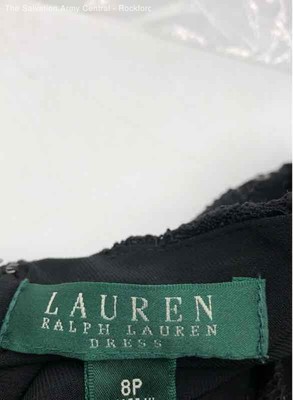 The Salvation Army Central - Rockford
LAUREN
RALPH LAUREN
DRESS
8P